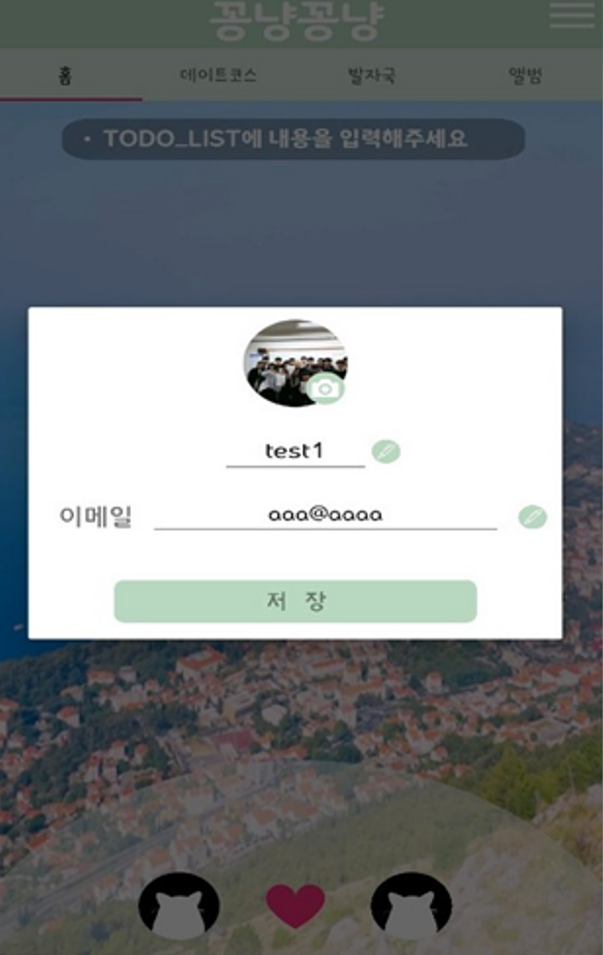 꽁냥꽁냥
홈 데이트코스 발자국 앨범
• TODO_LIST에 내용을 입력해주세요
test1
이메일 aaa@aaaa
저 장